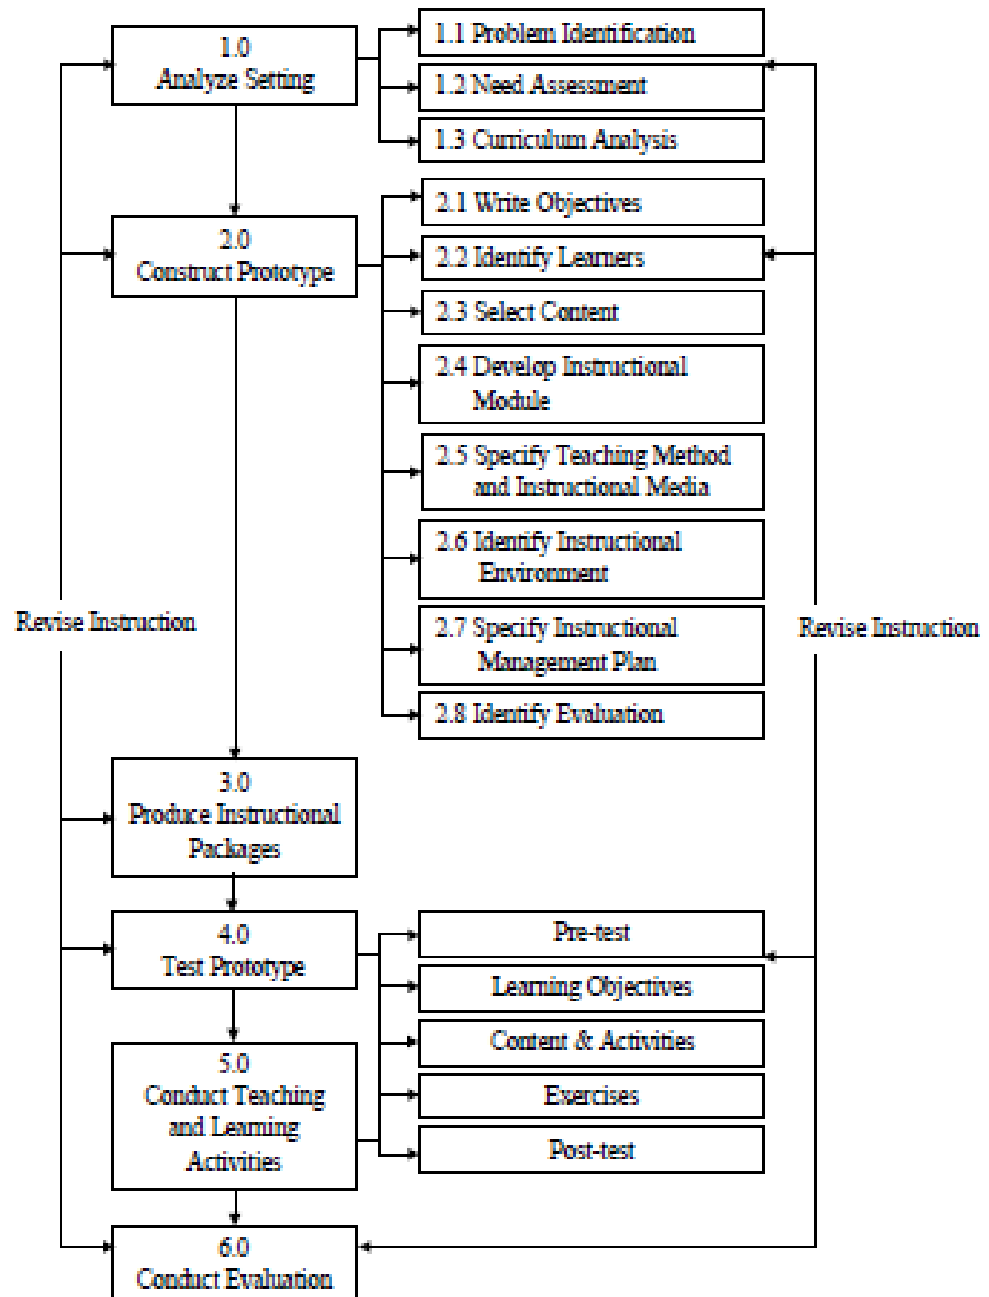 1.0
Analyze Setting
1.1 Problem Identification
1.2 Need Assessment
1.3 Curriculum Analysis
2.0
Construct Prototype
2.1 Write Objectives
2.2 Identify Learners
2.3 Select Content
2.4 Develop Instructional
Module
2.5 Specify Teaching Method
and Instructional Media
2.6 Identify Instructional
Environment
2.7 Specify Instructional
Management Plan
2.8 Identify Evaluation
Revise Instruction
Revise Instruction
3.0
Produce Instructional
Packages
4.0
Test Prototype
Pre-test
Learning Objectives
Content & Activities
Exercises
Post-test
5.0
Conduct Teaching
and Learning
Activities
6.0
Conduct Evaluation